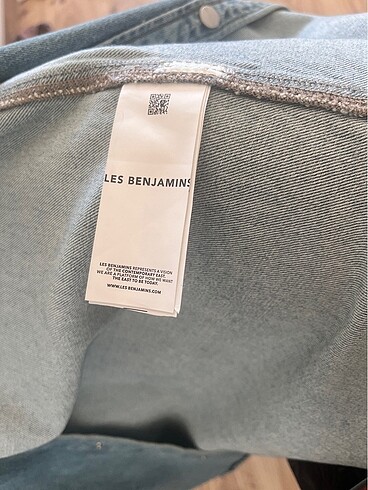 LES BENJAMINS
LES BENJAMINS REPRESENTS A VISION
OF THE CONTEMPORARY EAST.
WE ARE A PLATFORM OF HOW WE WANT
THE EAST TO BE TODAY.
WWW.LESBENJAMINS.COM